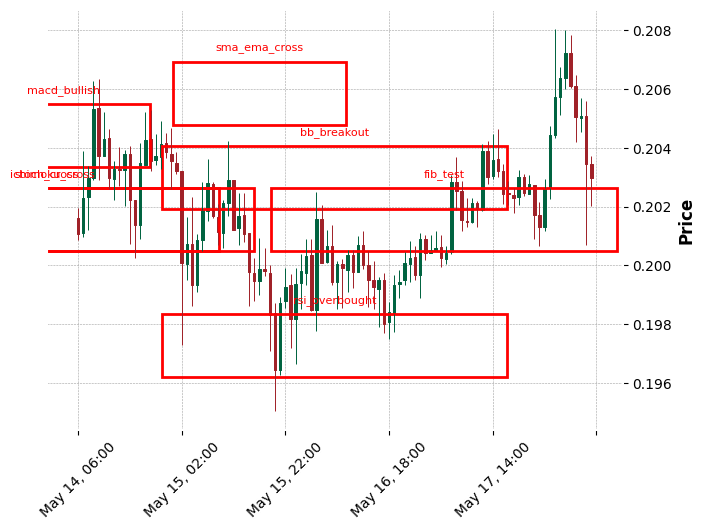 sma_ema_cross
macd_bullish
bb_breakout
stoch_cross
fib_test
rsi_overbought
0.208
0.206
0.204
0.202
0.200
0.198
0.196
Price
May 14, 06:00
May 15, 02:00
May 15, 22:00
May 16, 18:00
May 17, 14:00